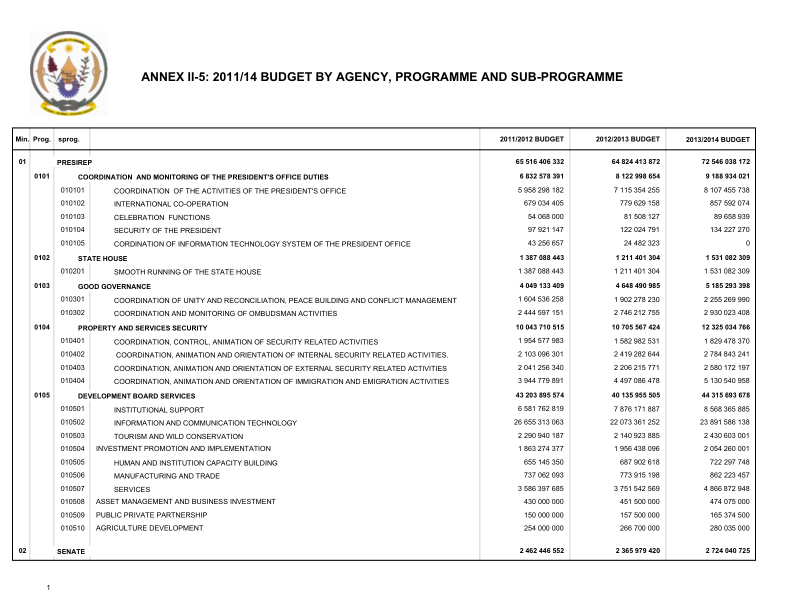 ANNEX II-5: 2011/14 BUDGET BY AGENCY, PROGRAMME AND SUB-PROGRAMME
Min. Prog. sprog. 2011/2012 BUDGET 2012/2013 BUDGET 2013/2014 BUDGET
01 PRESIREP 65 516 406 332 64 824 413 872 72 546 038 172
0101 COORDINATION AND MONITORING OF THE PRESIDENT'S OFFICE DUTIES 6 832 578 391 8 122 998 654 9 188 934 021
010101 COORDINATION OF THE ACTIVITIES OF THE PRESIDENT'S OFFICE 5 958 298 182 7 115 354 255 8 107 455 738
010102 INTERNATIONAL CO-OPERATION 679 034 405 779 629 158 857 592 074
010103 CELEBRATION FUNCTIONS 54 068 000 81 508 127 89 658 939
010104 SECURITY OF THE PRESIDENT 97 921 147 122 024 791 134 227 270
010105 CORDINATION OF INFORMATION TECHNOLOGY SYSTEM OF THE PRESIDENT OFFICE 43 256 657 24 482 323 0
0102 STATE HOUSE 1 387 088 443 1 211 401 304 1 531 082 309
010201 SMOOTH RUNNING OF THE STATE HOUSE 1 387 088 443 1 211 401 304 1 531 082 309
0103 GOOD GOVERNANCE 4 049 133 409 4 648 490 985 5 185 293 398
010301 COORDINATION OF UNITY AND RECONCILIATION, PEACE BUILDING AND CONFLICT MANAGEMENT 1 604 536 258 1 902 278 230 2 255 269 990
010302 COORDINATION AND MONITORING OF OMBUDSMAN ACTIVITIES 2 444 597 151 2 746 212 755 2 930 023 408
0104 PROPERTY AND SERVICES SECURITY 10 043 710 515 10 705 567 424 12 325 034 766
010401 COORDINATION, CONTROL, ANIMATION OF SECURITY RELATED ACTIVITIES 1 954 577 983 1 582 982 531 1 829 478 370
010402 COORDINATION, ANIMATION AND ORIENTATION OF INTERNAL SECURITY RELATED ACTIVITIES. 2 103 096 301 2 419 282 644 2 784 843 241
010403 COORDINATION, ANIMATION AND ORIENTATION OF EXTERNAL SECURITY RELATED ACTIVITIES 2 041 256 340 2 206 215 771 2 580 172 197
010404 COORDINATION, ANIMATION AND ORIENTATION OF IMMIGRATION AND EMIGRATION ACTIVITIES 3 944 779 891 4 497 086 478 5 130 540 958
0105 DEVELOPMENT BOARD SERVICES 43 203 895 574 40 135 955 505 44 315 693 678
010501 INSTITUTIONAL SUPPORT 6 581 762 819 7 876 171 887 8 568 365 885
010502 INFORMATION AND COMMUNICATION TECHNOLOGY 26 655 313 063 22 073 361 252 23 891 586 138
010503 TOURISM AND WILD CONSERVATION 2 290 940 187 2 140 923 885 2 430 603 001
010504 INVESTMENT PROMOTION AND IMPLEMENTATION 1 863 274 377 1 956 438 096 2 054 260 001
010505 HUMAN AND INSTITUTION CAPACITY BUILDING 655 145 350 687 902 618 722 297 748
010506 MANUFACTURING AND TRADE 737 062 093 773 915 198 862 223 457
010507 SERVICES 3 586 397 685 3 751 542 569 4 866 872 948
010508 ASSET MANAGEMENT AND BUSINESS INVESTMENT 430 000 000 451 500 000 474 075 000
010509 PUBLIC PRIVATE PARTNERSHIP 150 000 000 157 500 000 165 374 500
010510 AGRICULTURE DEVELOPMENT 254 000 000 266 700 000 280 035 000
02 SENATE 2 462 446 552 2 365 979 420 2 724 040 725
1